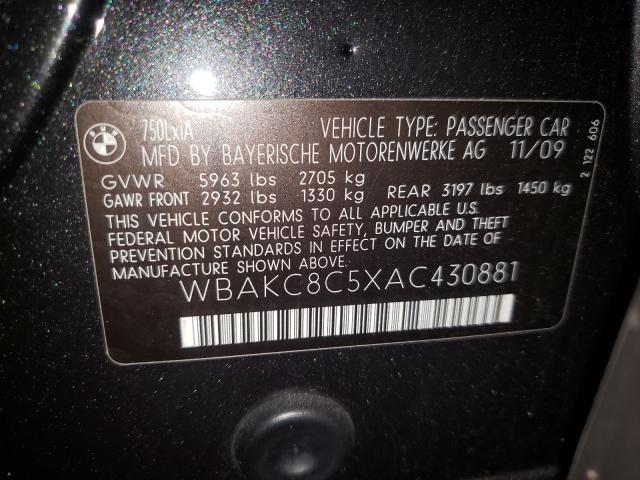 BMW
750LxiA VEHICLE TYPE: PASSENGER CAR
MFD BY BAYERISCHE MOTORENWERKE AG 11/09
GVWR 5963 lbs 2705 kg
GAWR FRONT 2932 lbs 1330 kg REAR 3197 lbs 1450 kg
THIS VEHICLE CONFORMS TO ALL APPLICABLE U.S.
FEDERAL MOTOR VEHICLE SAFETY, BUMPER AND THEFT
PREVENTION STANDARDS IN EFFECT ON THE DATE OF
MANUFACTURE SHOWN ABOVE.
WBAKC8C5XAC430881
2 122 606